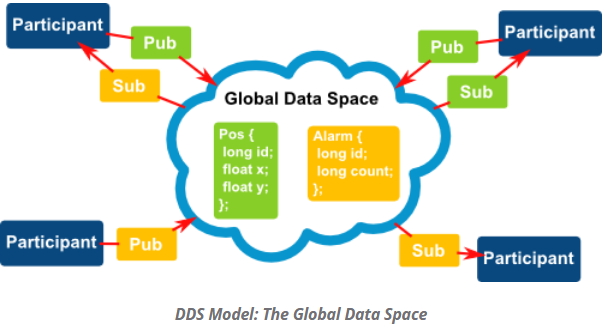 Participant
Pub
Sub
Participant
Pub
Sub
Global Data Space
Pos {
long id;
float x;
float y;
};
Alarm {
long id;
long count;
};
Participant
Pub
Sub
Participant
DDS Model: The Global Data Space